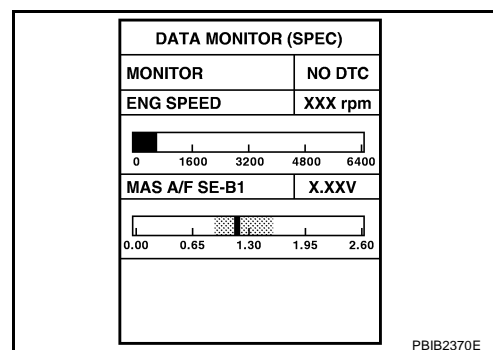 DATA MONITOR (SPEC)
MONITOR NO DTC
ENG SPEED XXX rpm
0 1600 3200 4800 6400
MAS A/F SE-B1 X.XXV
0.00 0.65 1.30 1.95 2.60
PBIB2370E